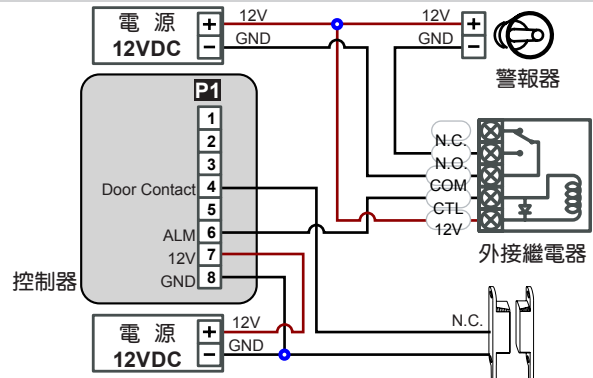 電 源
12VDC
+
−
12V
GND
12V
GND
+
−
警報器
P1
1
2
3
Door Contact 4
5
ALM 6
12V 7
GND 8
控制器
N.C.
N.O.
COM
CTL
12V
外接繼電器
電 源
12VDC
+
−
12V
GND
N.C.